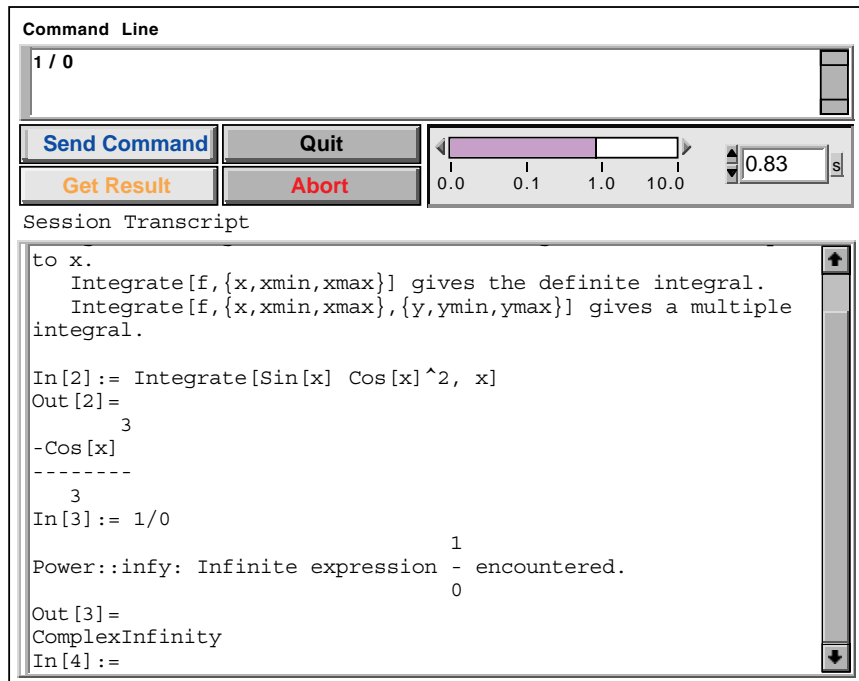 Command Line
1 / 0
Send Command
Quit
Get Result
Abort
0.0 0.1 1.0 10.0
0.83
s
Session Transcript
to x.
Integrate[f,{x,xmin,xmax}] gives the definite integral.
Integrate[f,{x,xmin,xmax},{y,ymin,ymax}] gives a multiple
integral.
In[2]:= Integrate[Sin[x] Cos[x]^2, x]
Out[2]=
3
-Cos[x]
--------
3
In[3]:= 1/0
1
Power::infy: Infinite expression - encountered.
0
Out[3]=
ComplexInfinity
In[4]:=